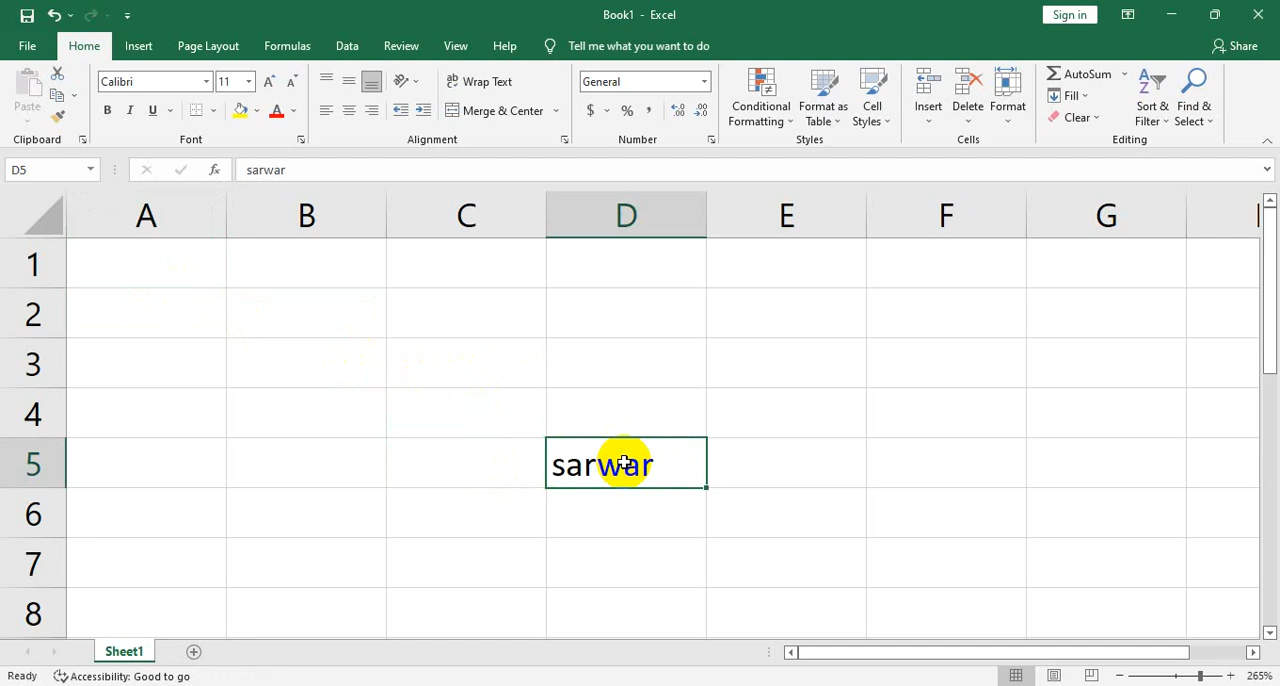 Book1 - Excel
Sign in
File Home Insert Page Layout Formulas Data Review View Help Tell me what you want to do Share
Paste
Clipboard
Calibri 11
B I U A
Font
Wrap Text
Merge & Center
Alignment
General
$ % ,
Number
Conditional Formatting
Format as Table
Cell Styles
Styles
Insert Delete Format
Cells
AutoSum
Fill
Clear
Sort & Filter
Find & Select
Editing
D5 fx sarwar
A B C D E F G
1
2
3
4
5 sarwar
6
7
8
Sheet1
Ready Accessibility: Good to go 265%